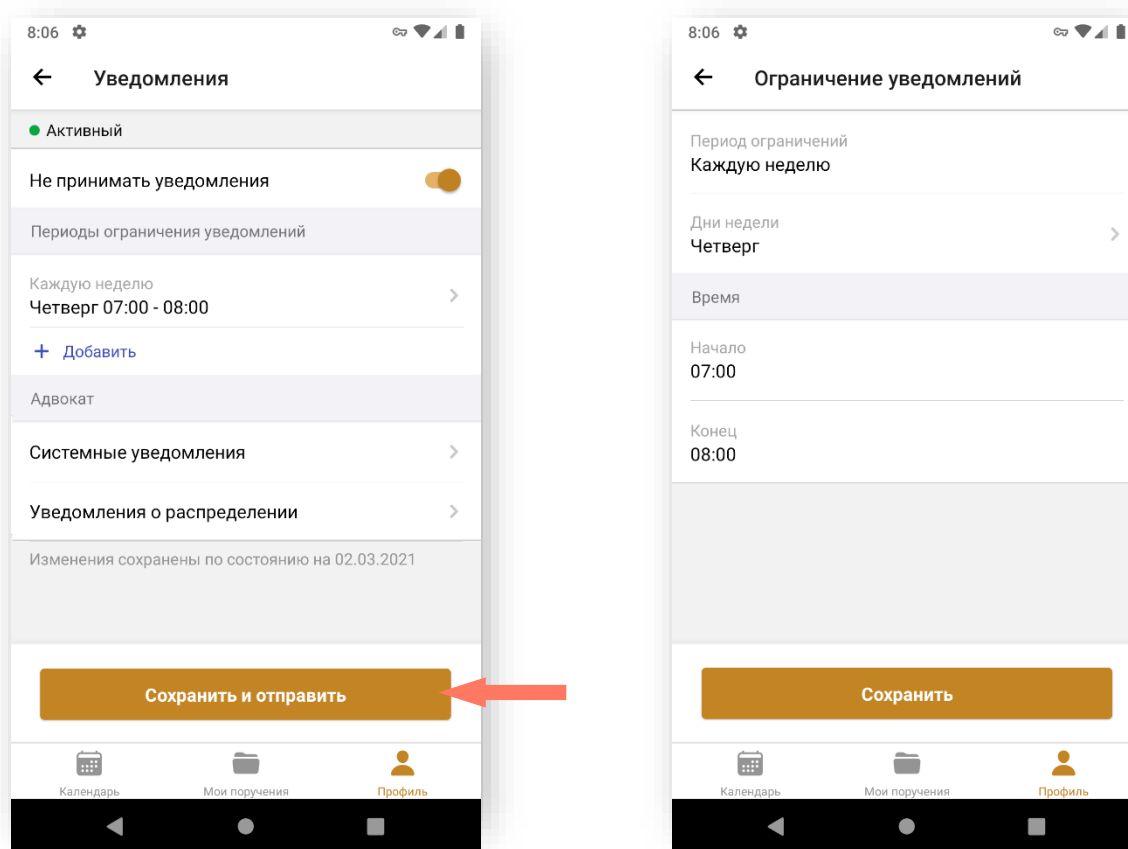 8:06
Уведомления
Активный
Не принимать уведомления
Периоды ограничения уведомлений
Каждую неделю
Четверг 07:00 - 08:00
+ Добавить
Адвокат
Системные уведомления
Уведомления о распределении
Изменения сохранены по состоянию на 02.03.2021
Сохранить и отправить
Календарь Мои поручения Профиль
8:06
Ограничение уведомлений
Период ограничений
Каждую неделю
Дни недели
Четверг
Время
Начало
07:00
Конец
08:00
Сохранить
Календарь Мои поручения Профиль